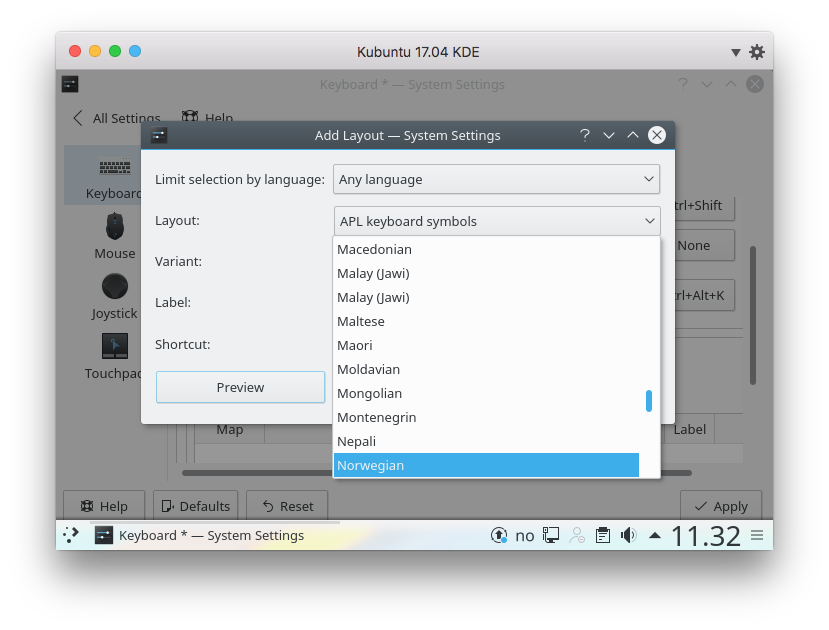 Kubuntu 17.04 KDE
Keyboard * — System Settings
All Settings Help
Add Layout — System Settings
Limit selection by language: Any language
Keyboard
Layout: APL keyboard symbols
trl+Shift
Macedonian
None
Mouse
Variant:
Malay (Jawi)
Malay (Jawi)
trl+Alt+K
Label:
Joystick
Maltese
Shortcut:
Maori
Moldavian
Touchpad
Preview
Mongolian
Montenegrin
Map
Label
Nepali
Norwegian
Help Defaults Reset Apply
Keyboard * — System Settings no 11.32